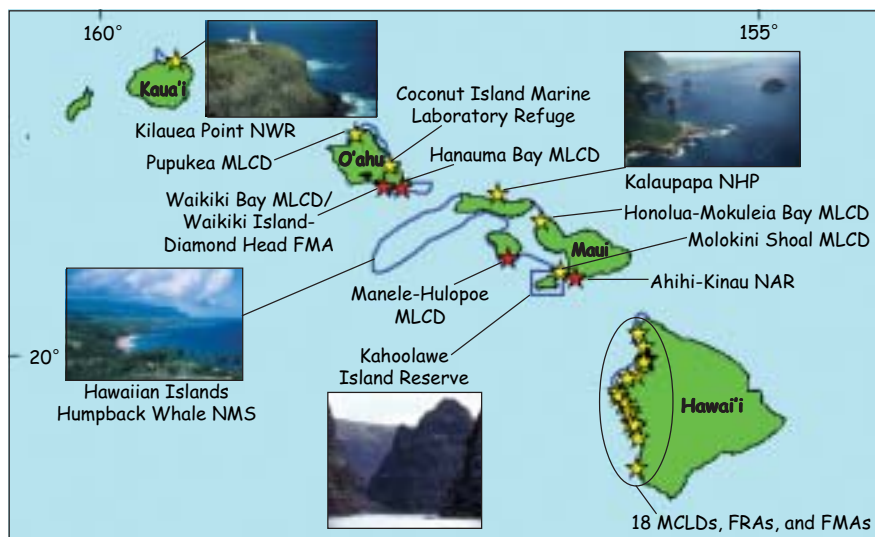 160°
155°
Kaua'i
Kilauea Point NWR
Coconut Island Marine
Laboratory Refuge
Pupukea MLCD
O'ahu
Hanauma Bay MLCD
Kalaupapa NHP
Waikiki Bay MLCD/
Waikiki Island-
Diamond Head FMA
Honolua-Mokuleia Bay MLCD
Molokini Shoal MLCD
Maui
Ahihi-Kinau NAR
Manele-Hulopoe
MLCD
20°
Kahoolawe
Island Reserve
Hawaiian Islands
Humpback Whale NMS
Hawai'i
18 MCLDs, FRAs, and FMAs